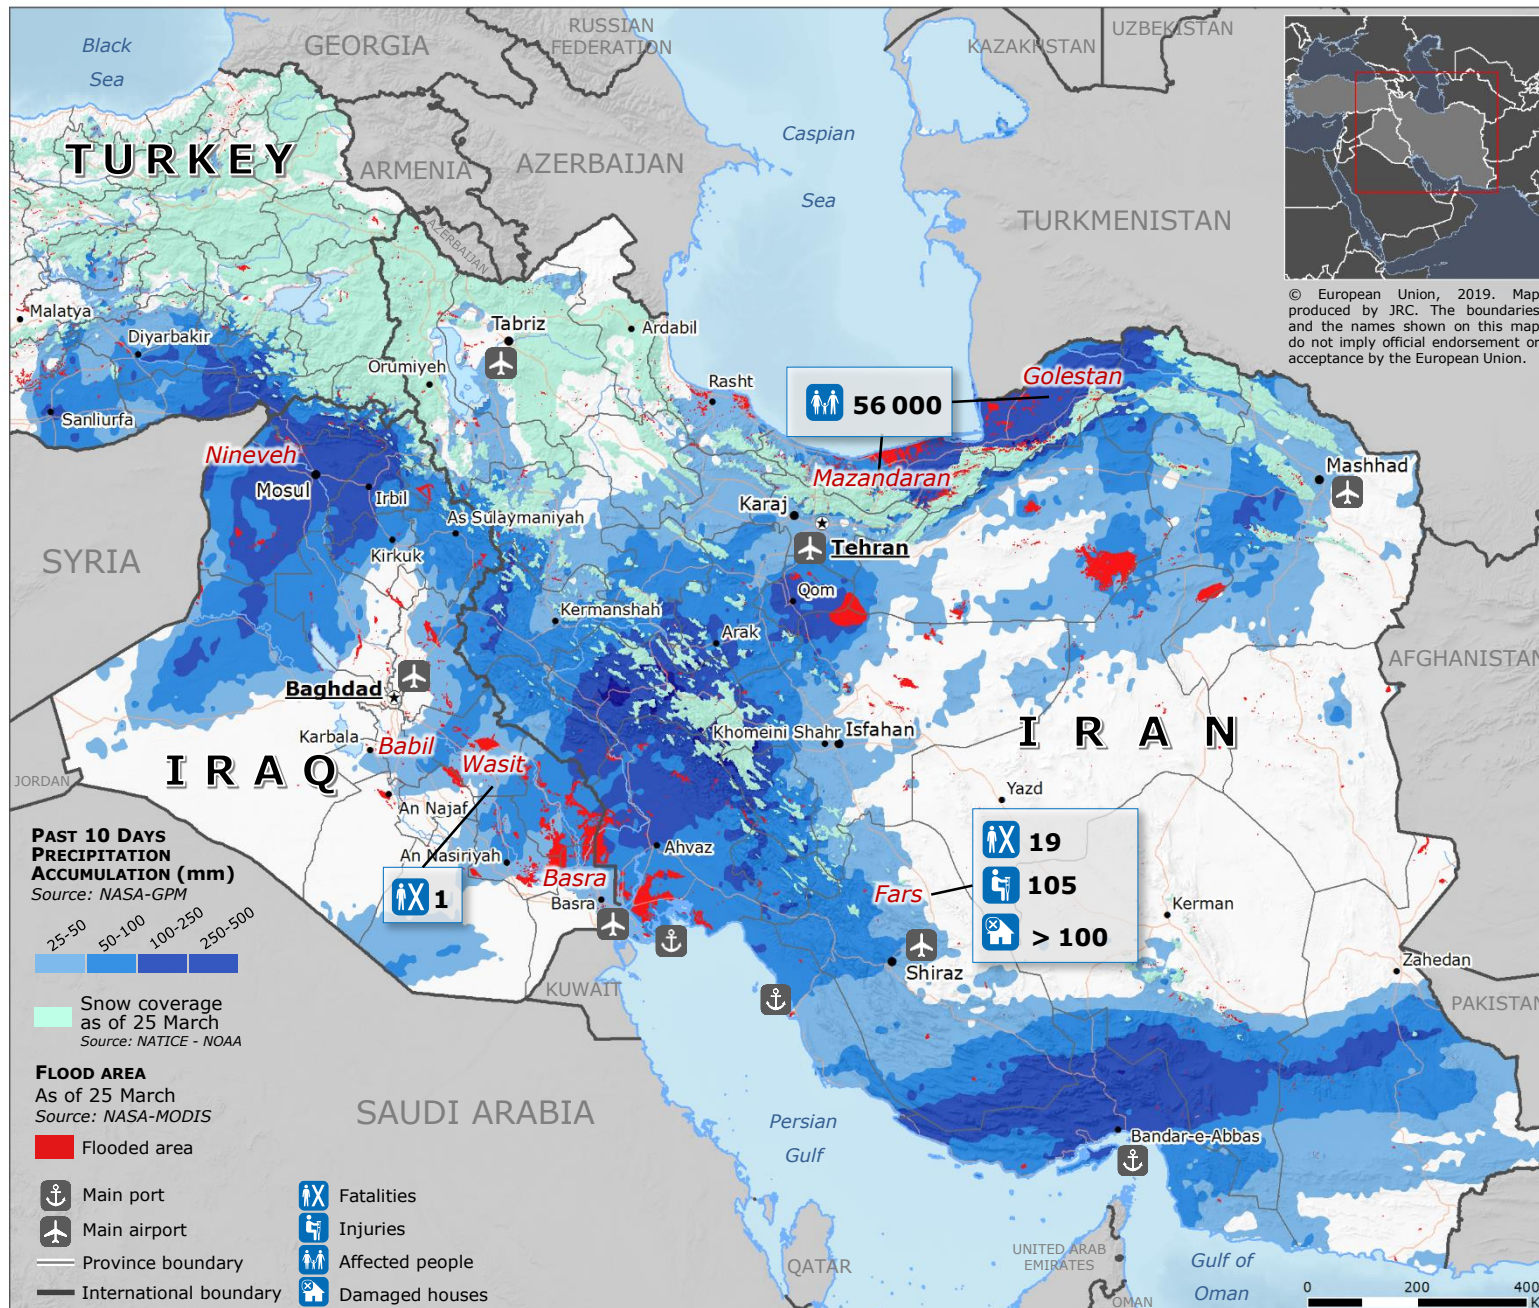 Black
Sea
GEORGIA
RUSSIAN
FEDERATION
KAZAKHSTAN
UZBEKISTAN
TURKEY
ARMENIA
AZERBAIJAN
AZERBAIJAN
Caspian
Sea
TURKMENISTAN
© European Union, 2019. Map
produced by JRC. The boundaries
and the names shown on this map
do not imply official endorsement or
acceptance by the European Union.
Malatya
Diyarbakir
Sanliurfa
Tabriz
Ardabil
Orumiyeh
Rasht
56 000
Golestan
Mazandaran
Nineveh
Mosul
Irbil
As Sulaymaniyah
Kirkuk
Karaj
Tehran
Mashhad
SYRIA
Qom
Kermanshah
Arak
AFGHANISTAN
Baghdad
Karbala
Babil
Wasit
Khomeini Shahr
Isfahan
IRAN
IRAQ
JORDAN
An Najaf
Yazd
An Nasiriyah
Ahvaz
1
Basra
Basra
Fars
19
105
> 100
Kerman
Shiraz
Zahedan
KUWAIT
PAKISTAN
SAUDI ARABIA
Persian
Gulf
Bandar-e-Abbas
QATAR
UNITED ARAB
EMIRATES
OMAN
Gulf of
Oman
PAST 10 DAYS
PRECIPITATION
ACCUMULATION (mm)
Source: NASA-GPM
25-50
50-100
100-250
250-500
Snow coverage
as of 25 March
Source: NATICE - NOAA
FLOOD AREA
As of 25 March
Source: NASA-MODIS
Flooded area
Main port
Main airport
Province boundary
International boundary
Fatalities
Injuries
Affected people
Damaged houses
0
200
400